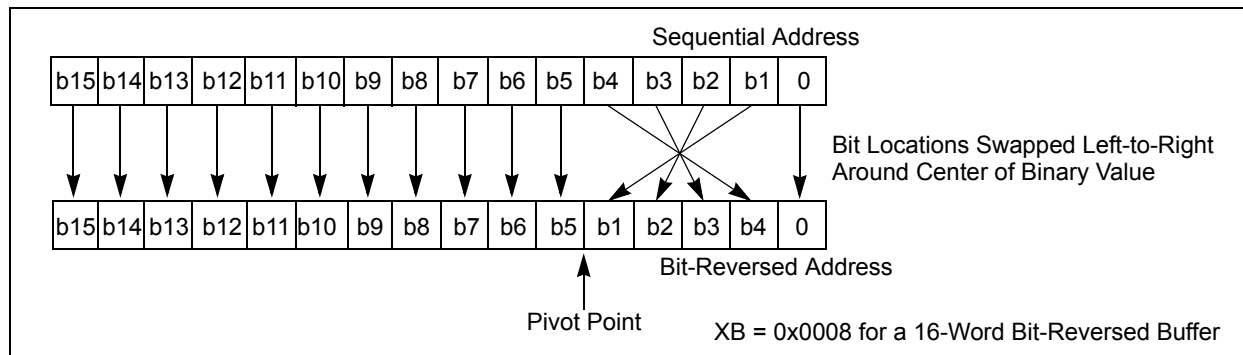 Sequential Address
b15 b14 b13 b12 b11 b10 b9 b8 b7 b6 b5 b4 b3 b2 b1 0
Bit Locations Swapped Left-to-Right
Around Center of Binary Value
b15 b14 b13 b12 b11 b10 b9 b8 b7 b6 b5 b1 b2 b3 b4 0
Bit-Reversed Address
Pivot Point
XB = 0x0008 for a 16-Word Bit-Reversed Buffer